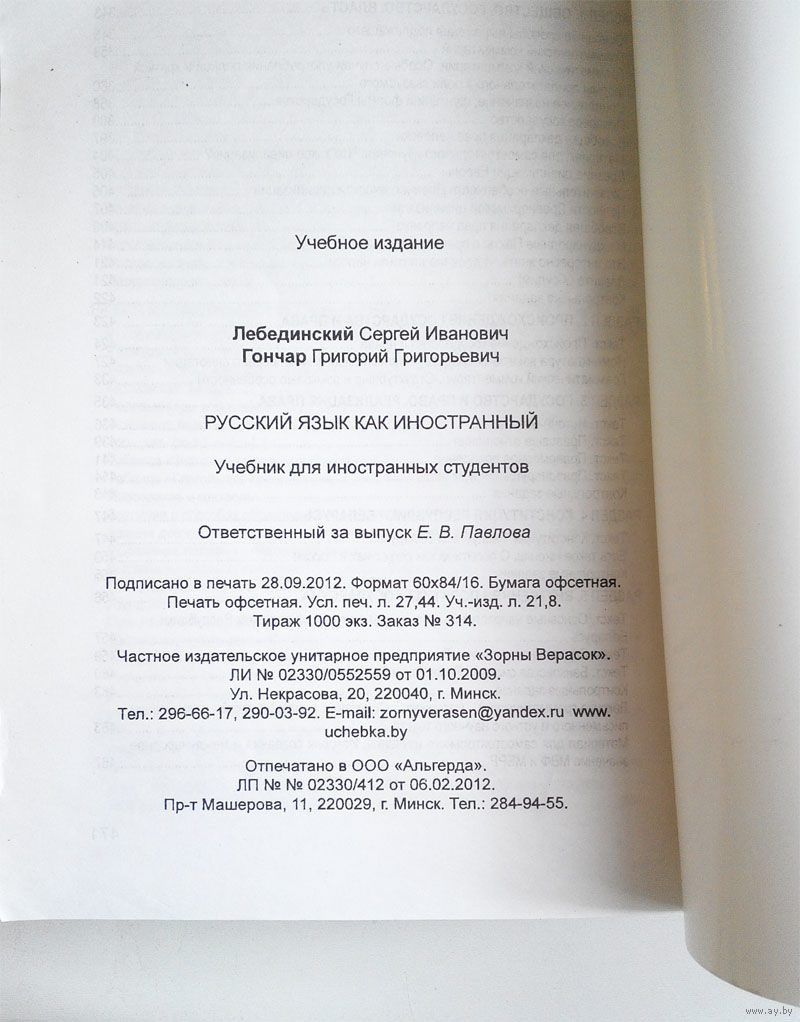 Учебное издание
Лебединский Сергей Иванович
Гончар Григорий Григорьевич
РУССКИЙ ЯЗЫК КАК ИНОСТРАННЫЙ
Учебник для иностранных студентов
Ответственный за выпуск Е. В. Павлова
Подписано в печать 28.09.2012. Формат 60x84/16. Бумага офсетная.
Печать офсетная. Усл. печ. л. 27,44. Уч.-изд. л. 21,8.
Тираж 1000 экз. Заказ № 314.
Частное издательское унитарное предприятие «Зорны Верасок».
ЛИ № 02330/0552559 от 01.10.2009.
Ул. Некрасова, 20, 220040, г. Минск.
Тел.: 296-66-17, 290-03-92. E-mail: zornyverasen@yandex.ru www.
uchebka.by
Отпечатано в ООО «Альгерда».
ЛП № № 02330/412 от 06.02.2012.
Пр-т Машерова, 11, 220029, г. Минск. Тел.: 284-94-55.
www.ay.by